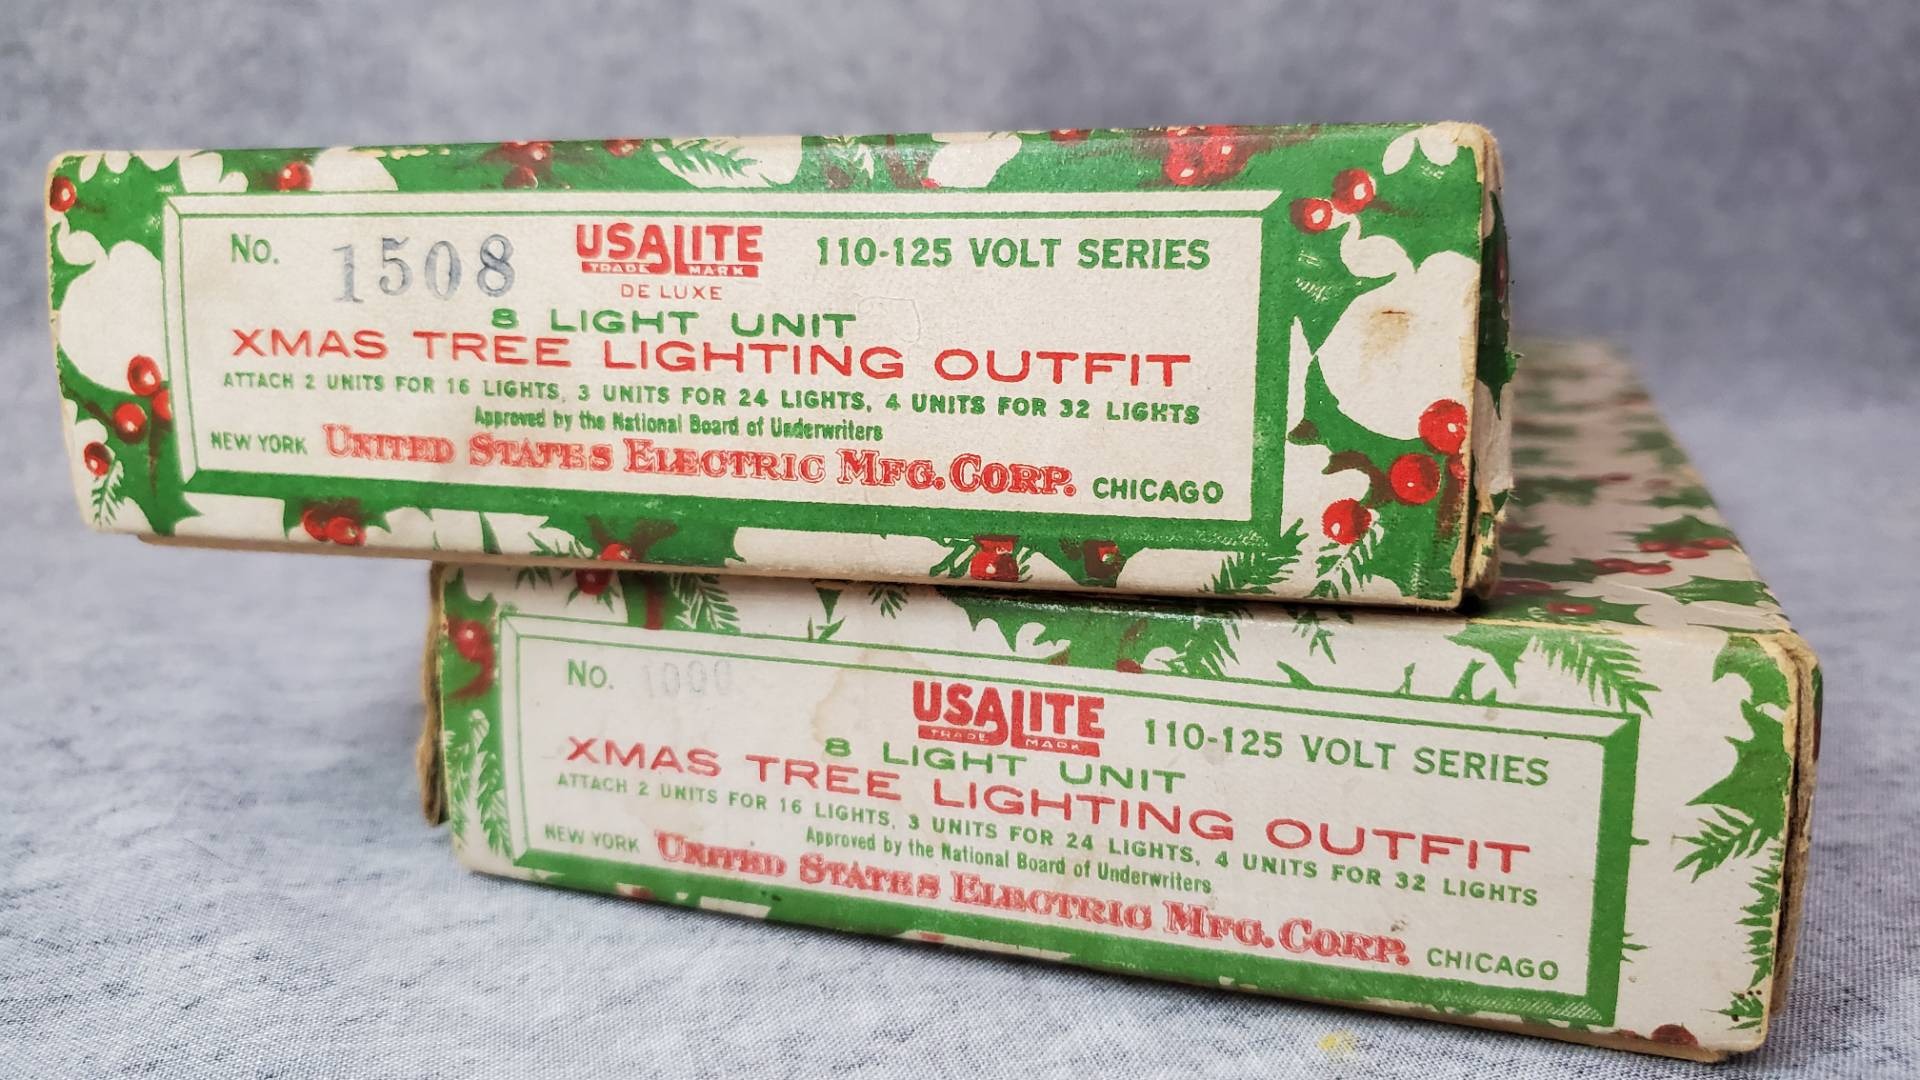 No. 1508 USALITE 110-125 VOLT SERIES
TRADE MARK
DE LUXE
8 LIGHT UNIT
XMAS TREE LIGHTING OUTFIT
ATTACH 2 UNITS FOR 16 LIGHTS, 3 UNITS FOR 24 LIGHTS, 4 UNITS FOR 32 LIGHTS
Approved by the National Board of Underwriters
NEW YORK UNITED STATES ELECTRIC MFG. CORP. CHICAGO
No. 1000 USALITE 110-125 VOLT SERIES
TRADE MARK
8 LIGHT UNIT
XMAS TREE LIGHTING OUTFIT
ATTACH 2 UNITS FOR 16 LIGHTS, 3 UNITS FOR 24 LIGHTS, 4 UNITS FOR 32 LIGHTS
Approved by the National Board of Underwriters
NEW YORK UNITED STATES ELECTRIC MFG. CORP. CHICAGO